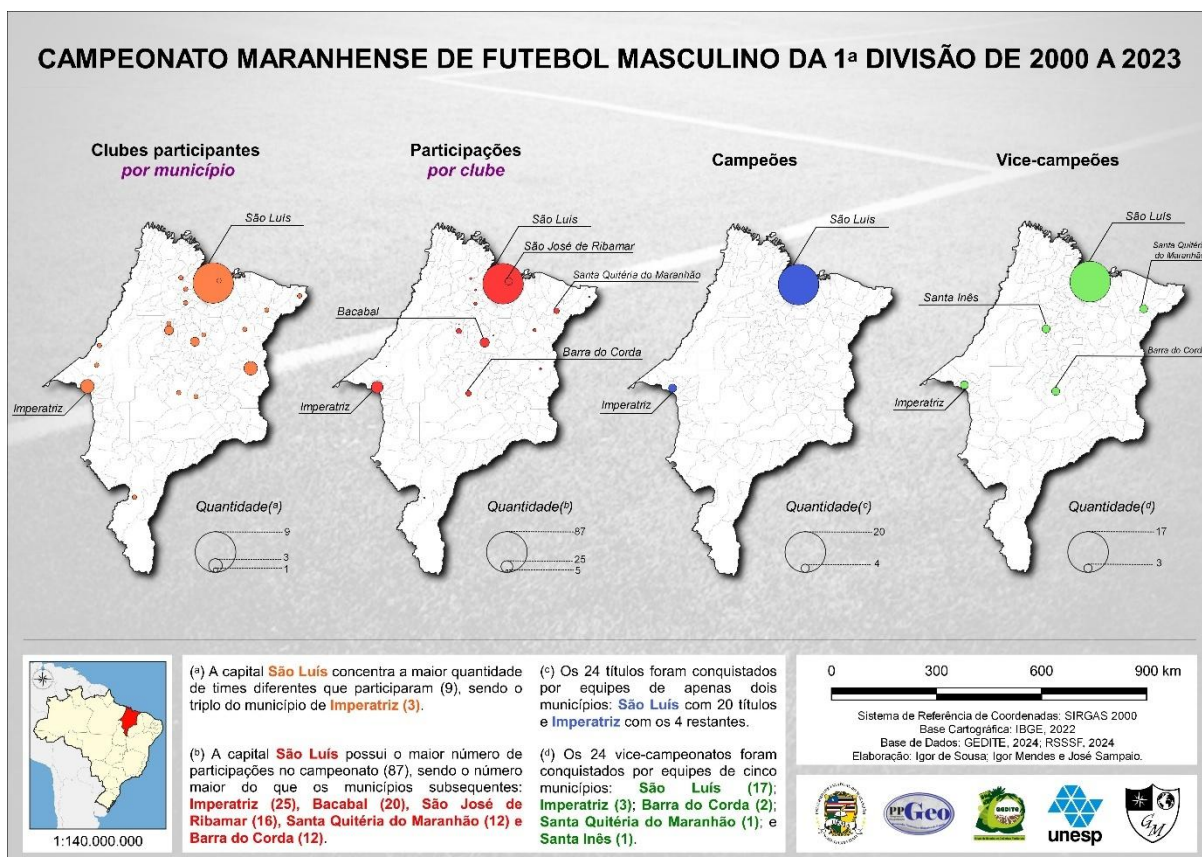 CAMPEONATO MARANHENSE DE FUTEBOL MASCULINO DA 1ª DIVISÃO DE 2000 A 2023
Clubes participantes
por município
São Luís
Imperatriz
Quantidade(a)
9
3
1
Participações
por clube
São Luís
São José de Ribamar
Santa Quitéria do Maranhão
Bacabal
Barra do Corda
Imperatriz
Quantidade(b)
87
25
5
Campeões
São Luís
Imperatriz
Quantidade(c)
20
4
Vice-campeões
São Luís
Santa Quitéria
do Maranhão
Santa Inês
Barra do Corda
Imperatriz
Quantidade(d)
17
3
1:140.000.000
(a) A capital São Luís concentra a maior quantidade
de times diferentes que participaram (9), sendo o
triplo do município de Imperatriz (3).
(b) A capital São Luís possui o maior número de
participações no campeonato (87), sendo o número
maior do que os municípios subsequentes:
Imperatriz (25), Bacabal (20), São José de
Ribamar (16), Santa Quitéria do Maranhão (12) e
Barra do Corda (12).
(c) Os 24 títulos foram conquistados
por equipes de apenas dois
municípios: São Luís com 20 títulos
e Imperatriz com os 4 restantes.
(d) Os 24 vice-campeonatos foram
conquistados por equipes de cinco
municípios: São Luís (17);
Imperatriz (3); Barra do Corda (2);
Santa Quitéria do Maranhão (1); e
Santa Inês (1).
0 300 600 900 km
Sistema de Referência de Coordenadas: SIRGAS 2000
Base Cartográfica: IBGE, 2022
Base de Dados: GEDITE, 2024; RSSSF, 2024
Elaboração: Igor de Sousa; Igor Mendes e José Sampaio.
PPGeo
GEDITE
unesp
G M